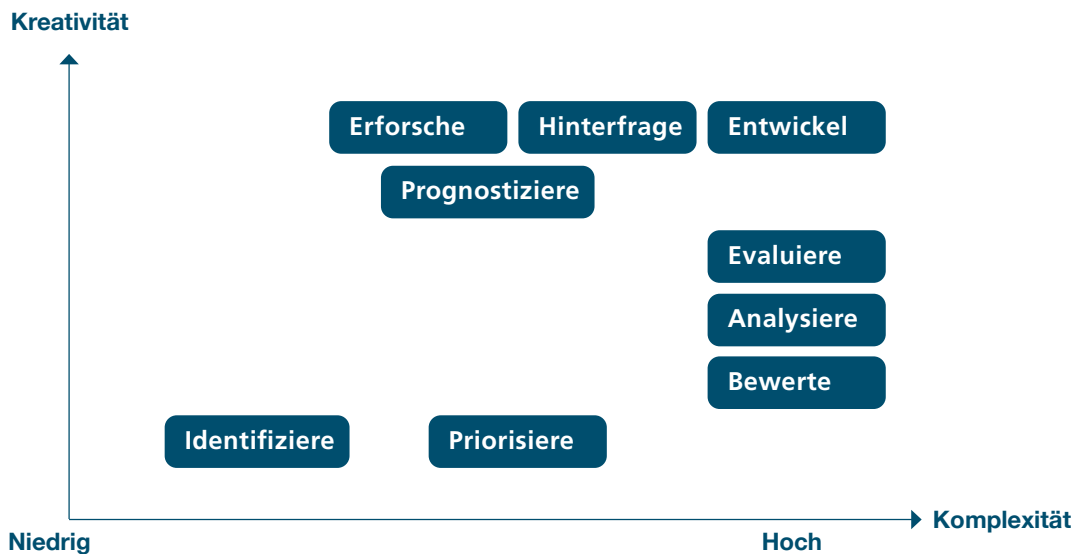 Kreativität
Erforsche
Hinterfrage
Entwickel
Prognostiziere
Evaluiere
Analysiere
Bewerte
Identifiziere
Priorisiere
Komplexität
Niedrig
Hoch